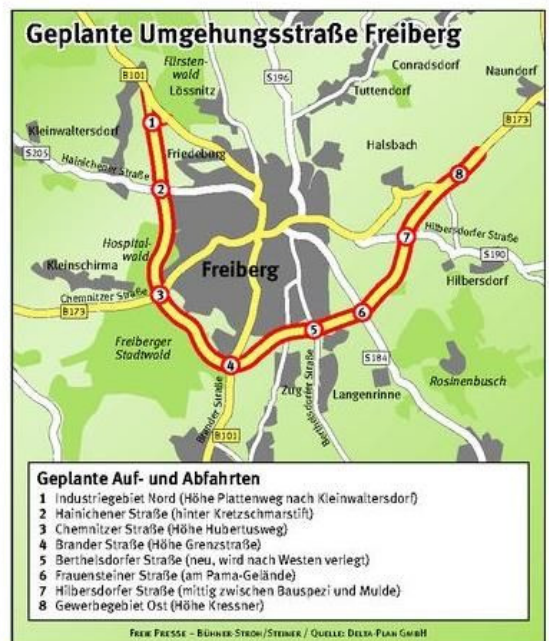 Geplante Umgehungsstraße Freiberg
B101
Fürsten-
wald
Lössnitz
S196
Conradsdorf
Tuttendorf
Naundorf
B173
Kleinwaltersdorf
S205
Hainichener Straße
Friedeburg
Halsbach
1
2
8
7
Hilbersdorfer Straße
S190
Hilbersdorf
Hospital-
wald
Kleinschirma
Freiberg
Chemnitzer Straße
B173
3
6
5
4
Freiberger
Stadtwald
S184
Rosinenbusch
Zug
Langenrinne
Brander Straße
B101
Berthelsdorfer Straße
Geplante Auf- und Abfahrten
1 Industriegebiet Nord (Höhe Plattenweg nach Kleinwaltersdorf)
2 Hainichener Straße (hinter Kretzschmarstift)
3 Chemnitzer Straße (Höhe Hubertusweg)
4 Brander Straße (Höhe Grenzstraße)
5 Berthelsdorfer Straße (neu, wird nach Westen verlegt)
6 Frauensteiner Straße (am Pama-Gelände)
7 Hilbersdorfer Straße (mittig zwischen Bauspezi und Mulde)
8 Gewerbegebiet Ost (Höhe Kressner)
FREIE PRESSE – BÜHNER-STROH/STEINER / QUELLE: DELTA-PLAN GMBH